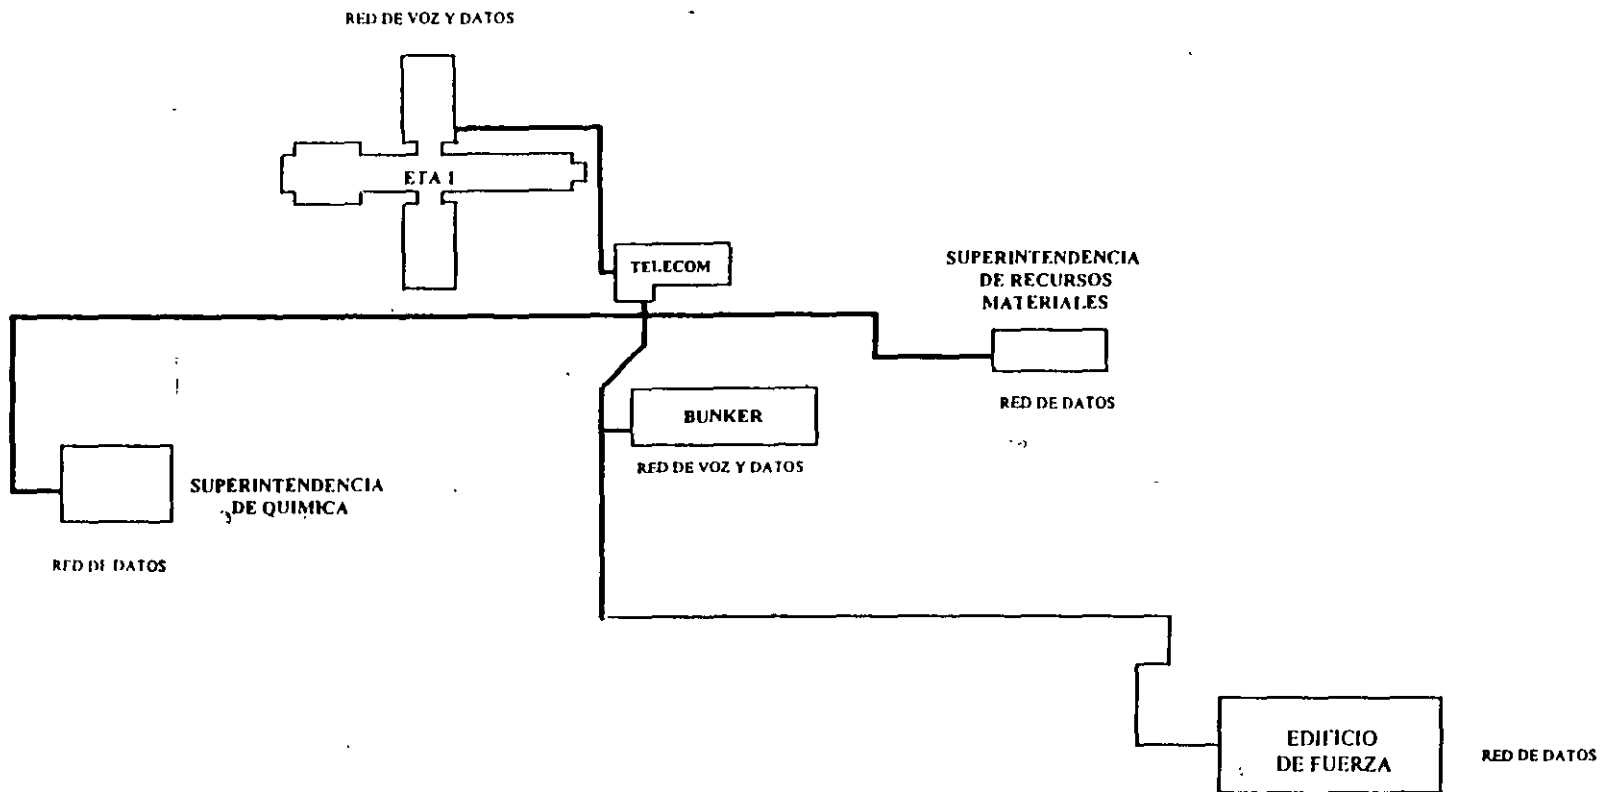 RED DE VOZ Y DATOS
ETA 1
TELECOM
SUPERINTENDENCIA
DE RECURSOS
MATERIALES
RED DE DATOS
BUNKER
RED DE VOZ Y DATOS
SUPERINTENDENCIA
DE QUIMICA
RED DE DATOS
EDIFICIO
DE FUERZA
RED DE DATOS